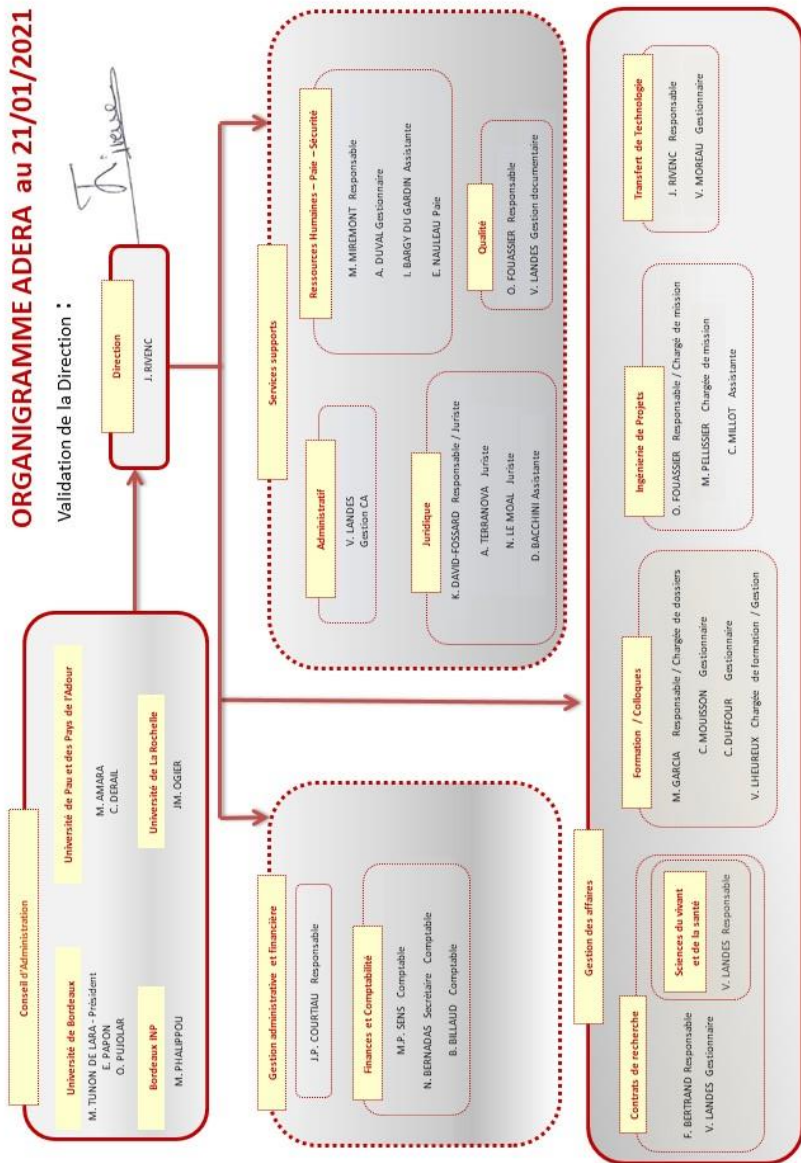 ORGANIGRAMME ADERA au 21/01/2021
Validation de la Direction :
Conseil d'Administration
Université de Bordeaux
M. TUNON DE LARA - Président
E. PAPON
O. PUJOLAR
Université de Pau et des Pays de l'Adour
M. AMARA
C. DERAIL
Bordeaux INP
M. PHALIPPOU
Université de La Rochelle
JM. OGIER
Direction
J. RIVENC
Gestion administrative et financière
J.P. COURTIAU Responsable
Finances et Comptabilité
M.P. SENS Comptable
N. BERNADAS Secrétaire Comptable
B. BILLAUD Comptable
Services supports
Administratif
V. LANDES
Gestion CA
Ressources Humaines – Paie – Sécurité
M. MIREMONT Responsable
A. DUVAL Gestionnaire
I. BARGY DU GARDIN Assistante
E. NAULEAU Paie
Juridique
K. DAVID-FOSSARD Responsable / Juriste
A. TERRANOVA Juriste
N. LE MOAL Juriste
D. BACCHINI Assistante
Qualité
O. FOUASSIER Responsable
V. LANDES Gestion documentaire
Gestion des affaires
Contrats de recherche
F. BERTRAND Responsable
V. LANDES Gestionnaire
Sciences du vivant
et de la santé
V. LANDES Responsable
Formation / Colloques
M. GARCIA Responsable / Chargée de dossiers
C. MOUISSON Gestionnaire
C. DUFFOUR Gestionnaire
V. LHEUREUX Chargée de formation / Gestion
Ingénierie de Projets
O. FOUASSIER Responsable / Chargé de mission
M. PELLISSIER Chargée de mission
C. MILLOT Assistante
Transfert de Technologie
J. RIVENC Responsable
V. MOREAU Gestionnaire